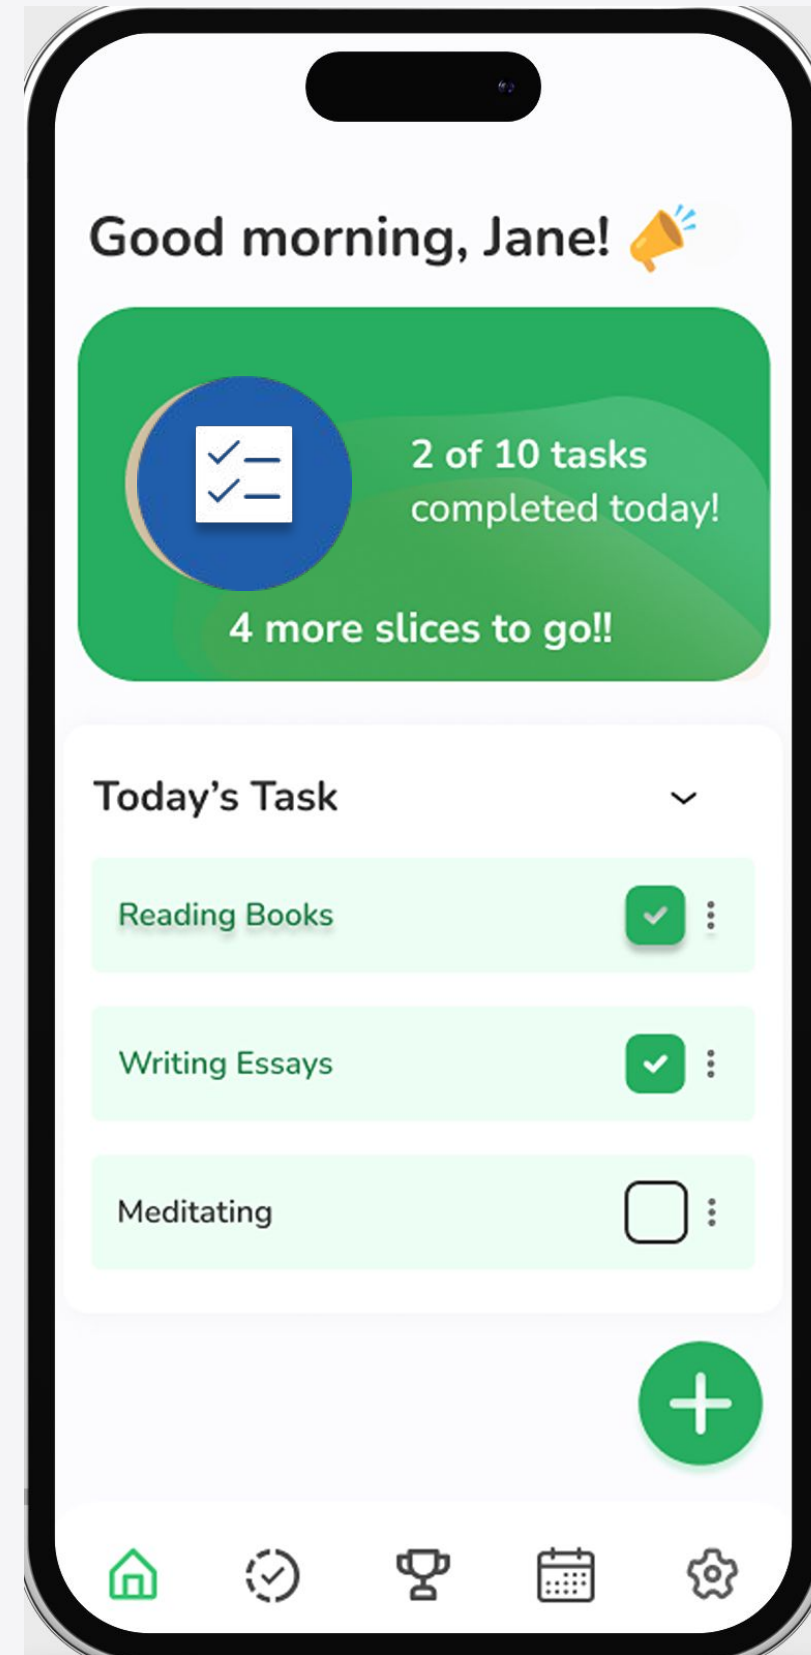 Good morning, Jane!
2 of 10 tasks
completed today!
4 more slices to go!!
Today’s Task
Reading Books
Writing Essays
Meditating